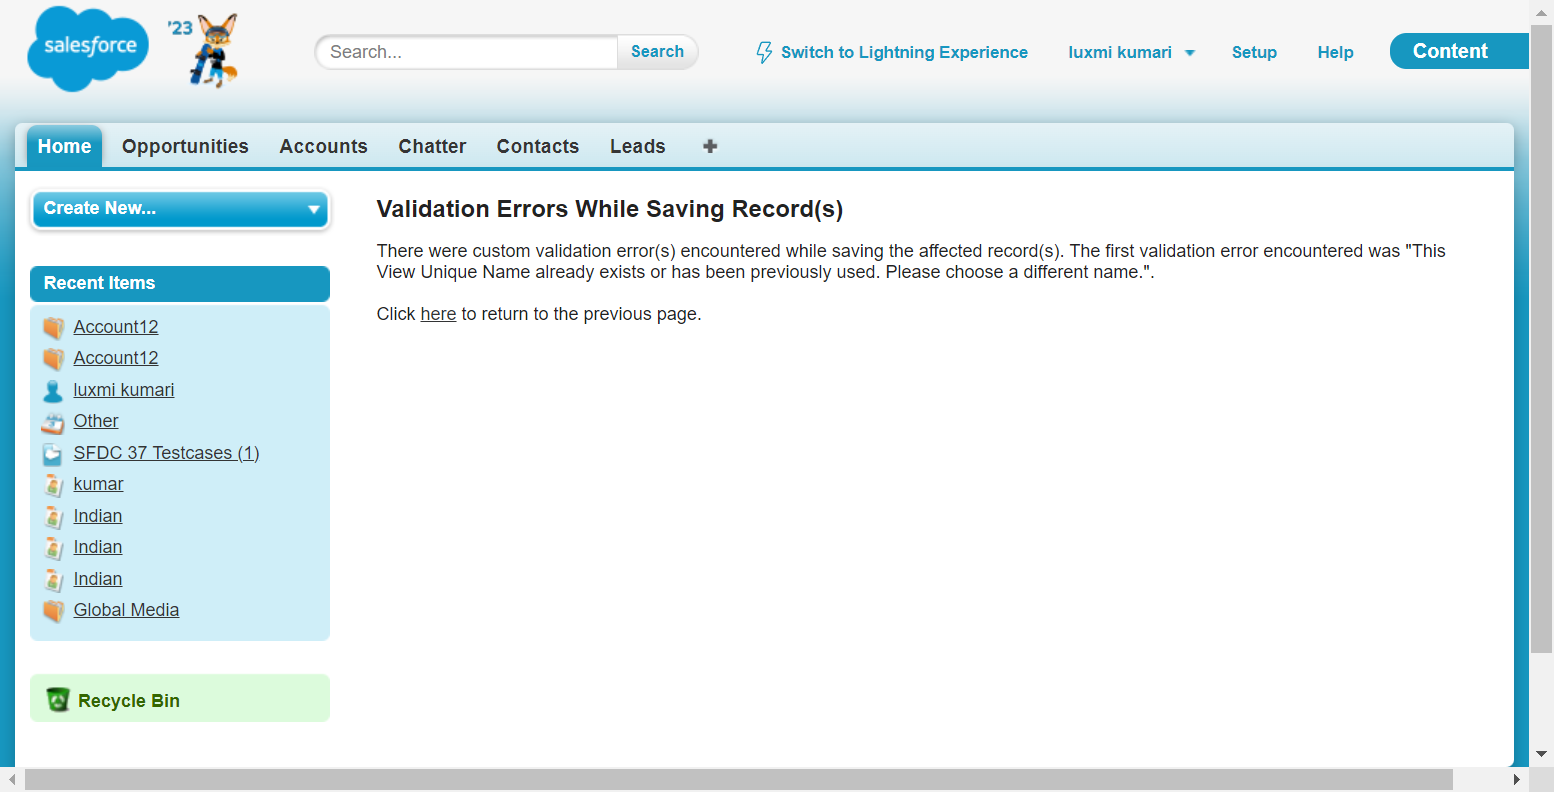 salesforce
'23
Search...
Search
Switch to Lightning Experience
luxmi kumari
Setup
Help
Content
Home
Opportunities
Accounts
Chatter
Contacts
Leads
Create New...
Validation Errors While Saving Record(s)
There were custom validation error(s) encountered while saving the affected record(s). The first validation error encountered was "This
View Unique Name already exists or has been previously used. Please choose a different name.".
Click here to return to the previous page.
Recent Items
Account12
Account12
luxmi kumari
Other
SFDC 37 Testcases (1)
kumar
Indian
Indian
Indian
Global Media
Recycle Bin